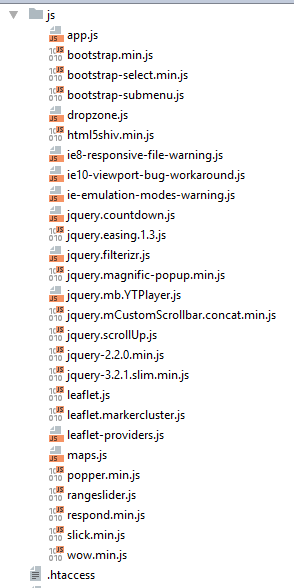 js
app.js
bootstrap.min.js
bootstrap-select.min.js
bootstrap-submenu.js
dropzone.js
html5shiv.min.js
ie8-responsive-file-warning.js
ie10-viewport-bug-workaround.js
ie-emulation-modes-warning.js
jquery.countdown.js
jquery.easing.1.3.js
jquery.filterizr.js
jquery.magnific-popup.min.js
jquery.mb.YTPlayer.js
jquery.mCustomScrollbar.concat.min.js
jquery.scrollUp.js
jquery-2.2.0.min.js
jquery-3.2.1.slim.min.js
leaflet.js
leaflet.markercluster.js
leaflet-providers.js
maps.js
popper.min.js
rangeslider.js
respond.min.js
slick.min.js
wow.min.js
.htaccess